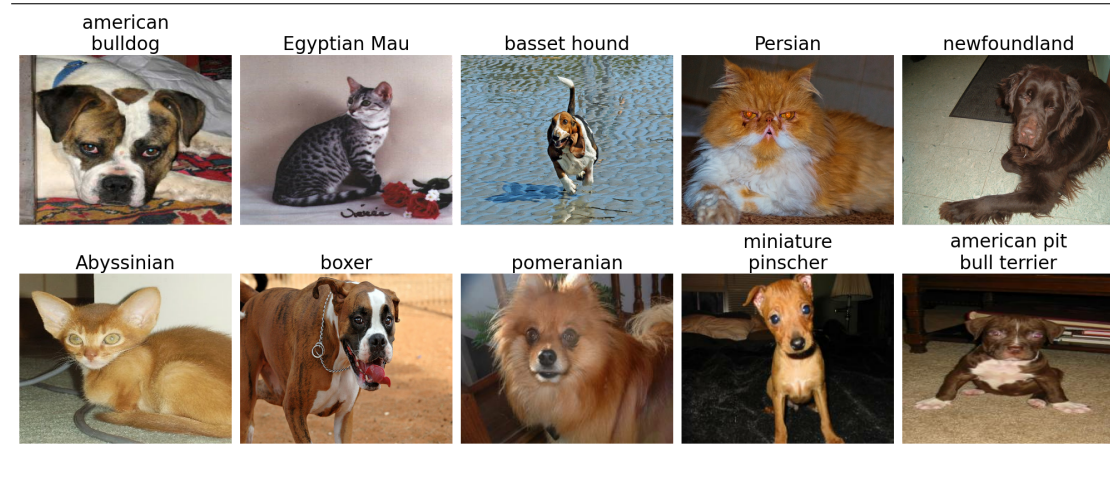 american
bulldog
Egyptian Mau
basset hound
Persian
newfoundland
Abyssinian
boxer
pomeranian
miniature
pinscher
american pit
bull terrier